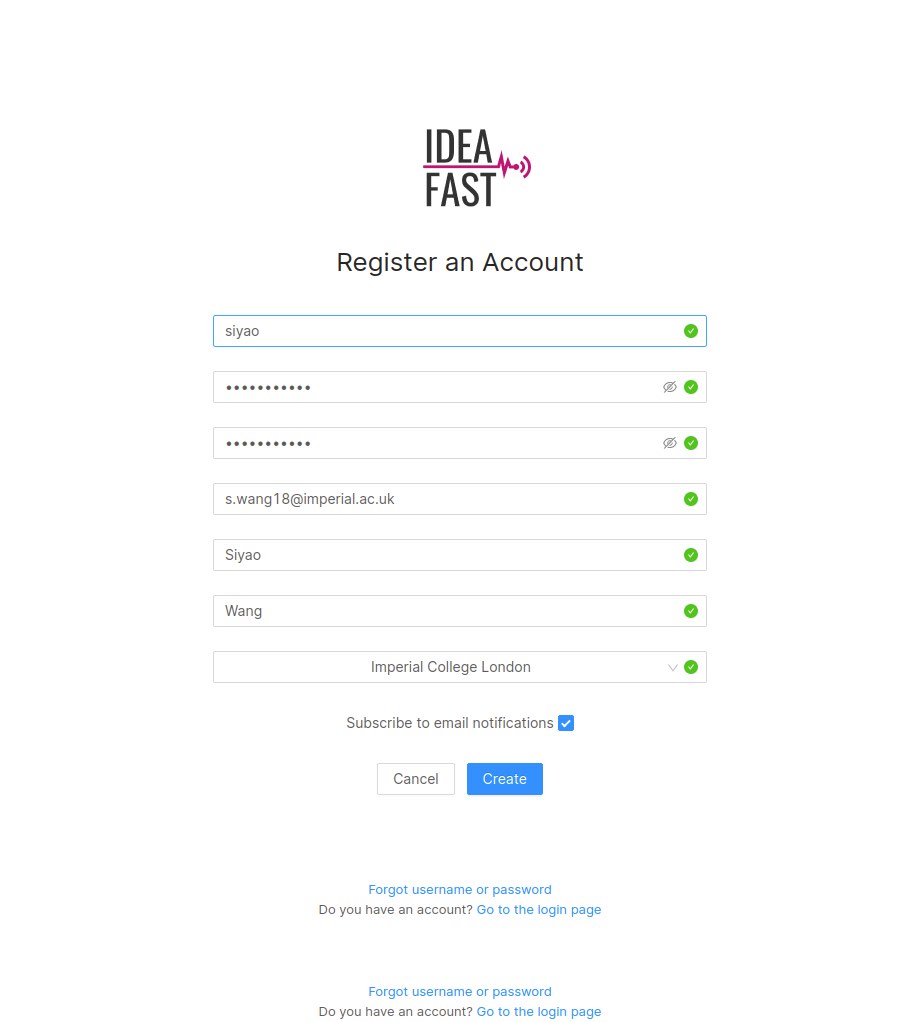 IDEA
FAST
Register an Account
siyao
•••••••••••
•••••••••••
s.wang18@imperial.ac.uk
Siyao
Wang
Imperial College London
Subscribe to email notifications
Cancel Create
Forgot username or password
Do you have an account? Go to the login page
Forgot username or password
Do you have an account? Go to the login page